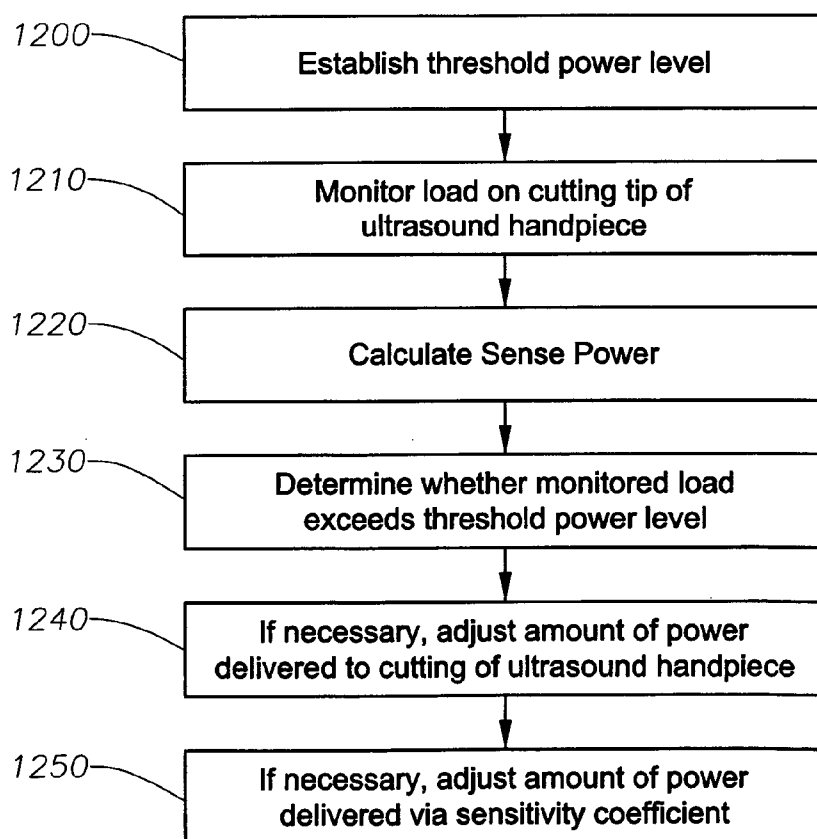 1200
Establish threshold power level
1210
Monitor load on cutting tip of
ultrasound handpiece
1220
Calculate Sense Power
1230
Determine whether monitored load
exceeds threshold power level
1240
If necessary, adjust amount of power
delivered to cutting of ultrasound handpiece
1250
If necessary, adjust amount of power
delivered via sensitivity coefficient